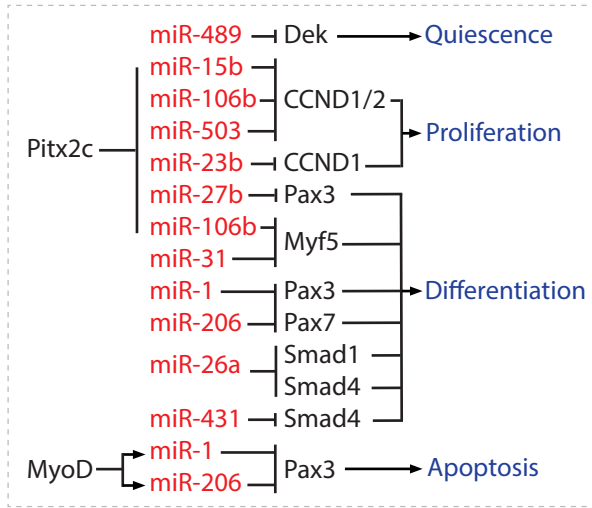 miR-489 Dek Quiescence
miR-15b
miR-106b CCND1/2
miR-503 Proliferation
Pitx2c
miR-23b CCND1
miR-27b Pax3
miR-106b
Myf5
miR-31
miR-1 Pax3 Differentiation
miR-206 Pax7
Smad1
miR-26a
Smad4
miR-431 Smad4
miR-1
MyoD Pax3 Apoptosis
miR-206